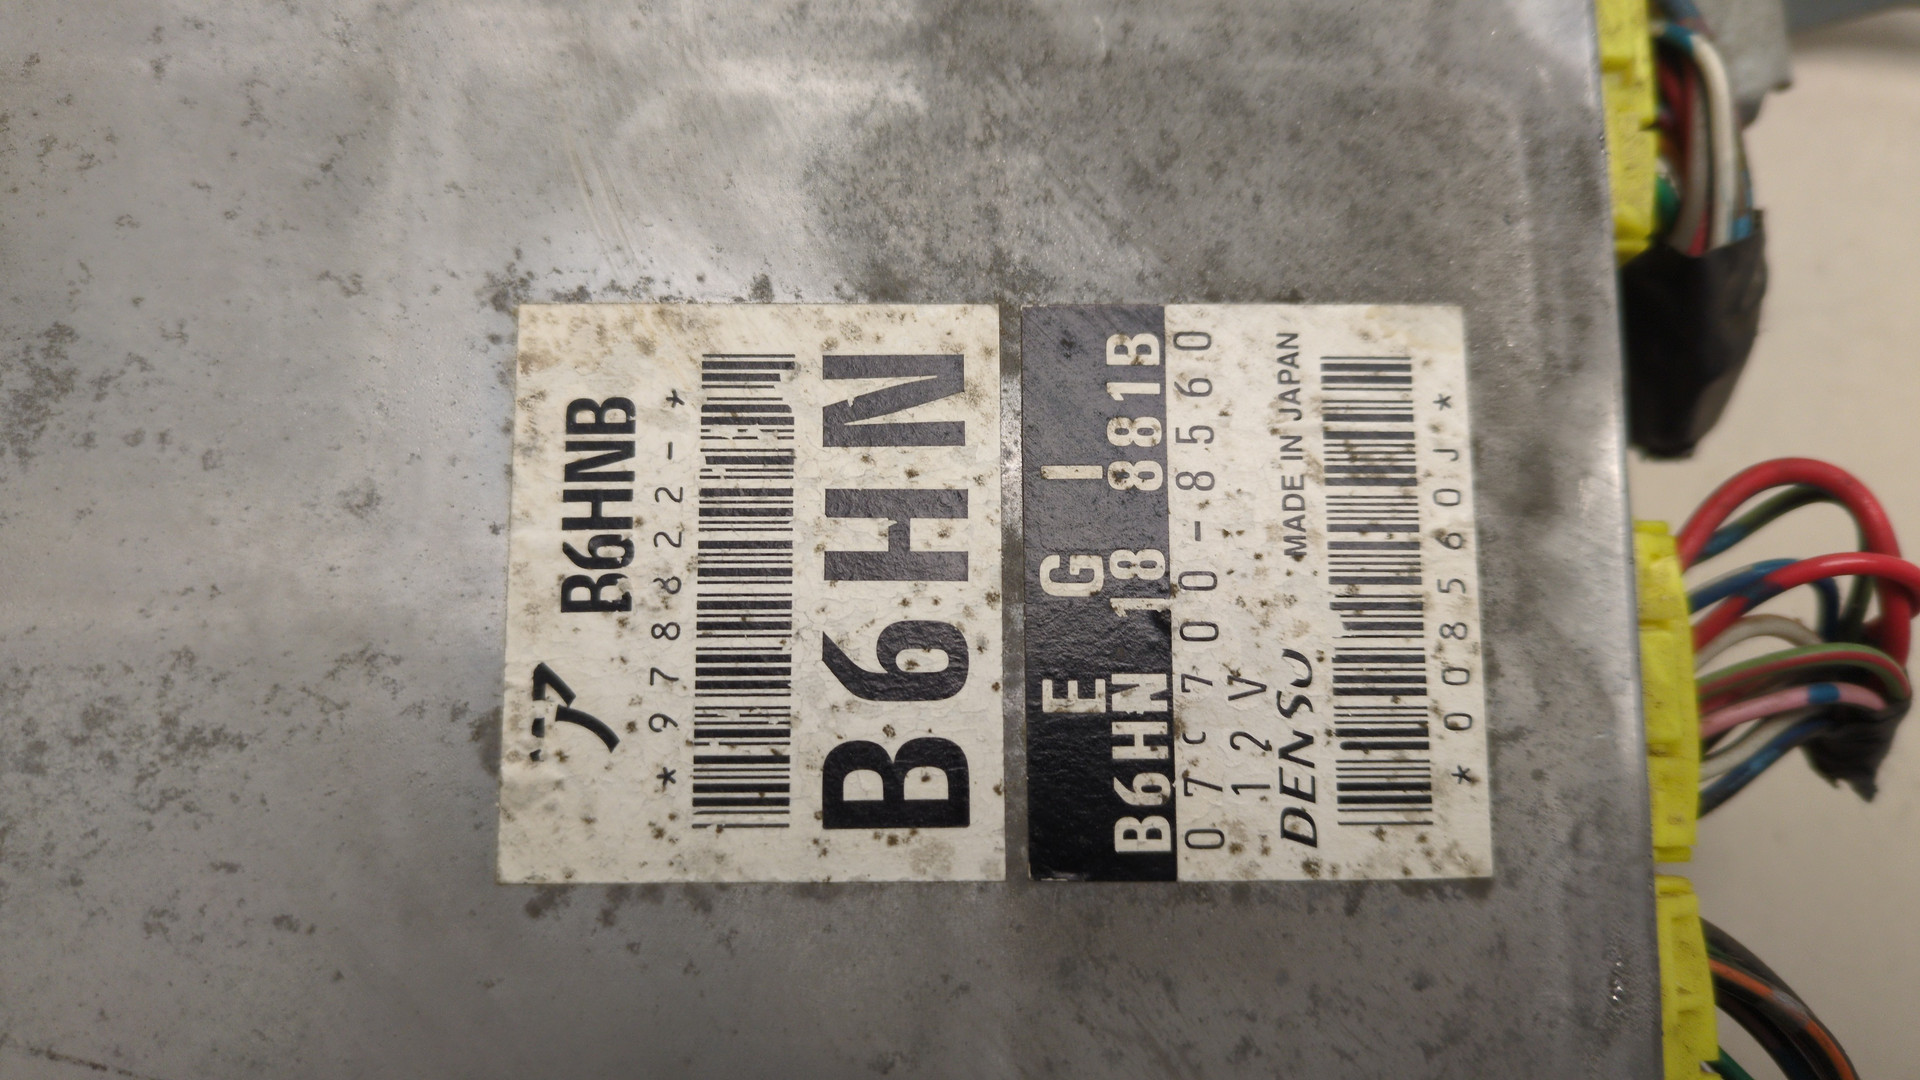 B6HNB
*978822-*
B6HN
E G I
B6HN 18 881B
07c700-8560
12V
DENSO MADE IN JAPAN
*008560J*